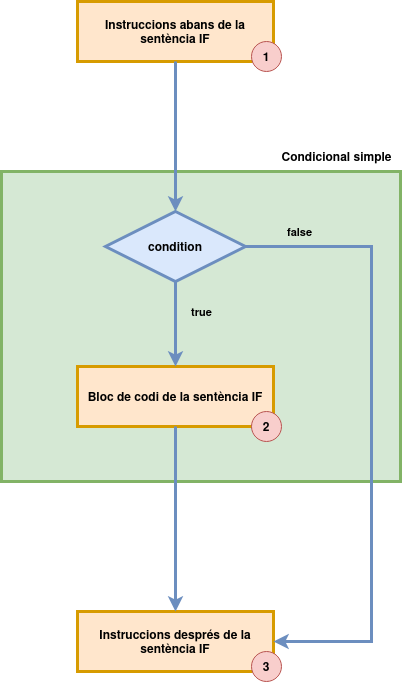 Instruccions abans de la
sentència IF
1
Condicional simple
condition
false
true
Bloc de codi de la sentència IF
2
Instruccions després de la
sentència IF
3